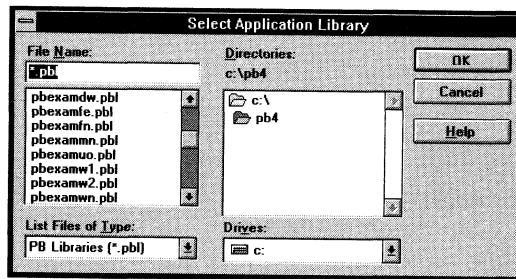 Select Application Library
File Name:
*.pbl
pbexamdw.pbl
pbexamfe.pbl
pbexamfn.pbl
pbexammn.pbl
pbexamuo.pbl
pbexamw1.pbl
pbexamw2.pbl
pbexamwn.pbl
List Files of Type:
PB Libraries (*.pbl)
Directories:
c:\pb4
c:\
pb4
Drives:
c:
OK
Cancel
Help